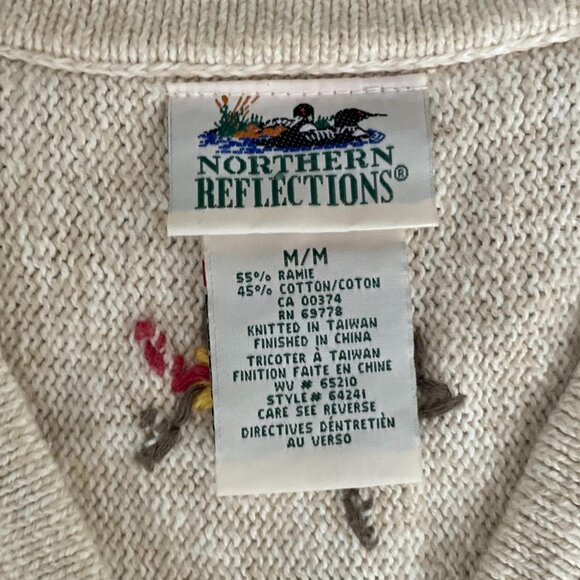 NORTHERN
REFLECTIONS®
M/M
55% RAMIE
45% COTTON/COTON
CA 00374
RN 69778
KNITTED IN TAIWAN
FINISHED IN CHINA
TRICOTER À TAIWAN
FINITION FAITE EN CHINE
WU # 65210
STYLE # 64241
CARE SEE REVERSE
DIRECTIVES DÉNTRETIÉN
AU VERSO